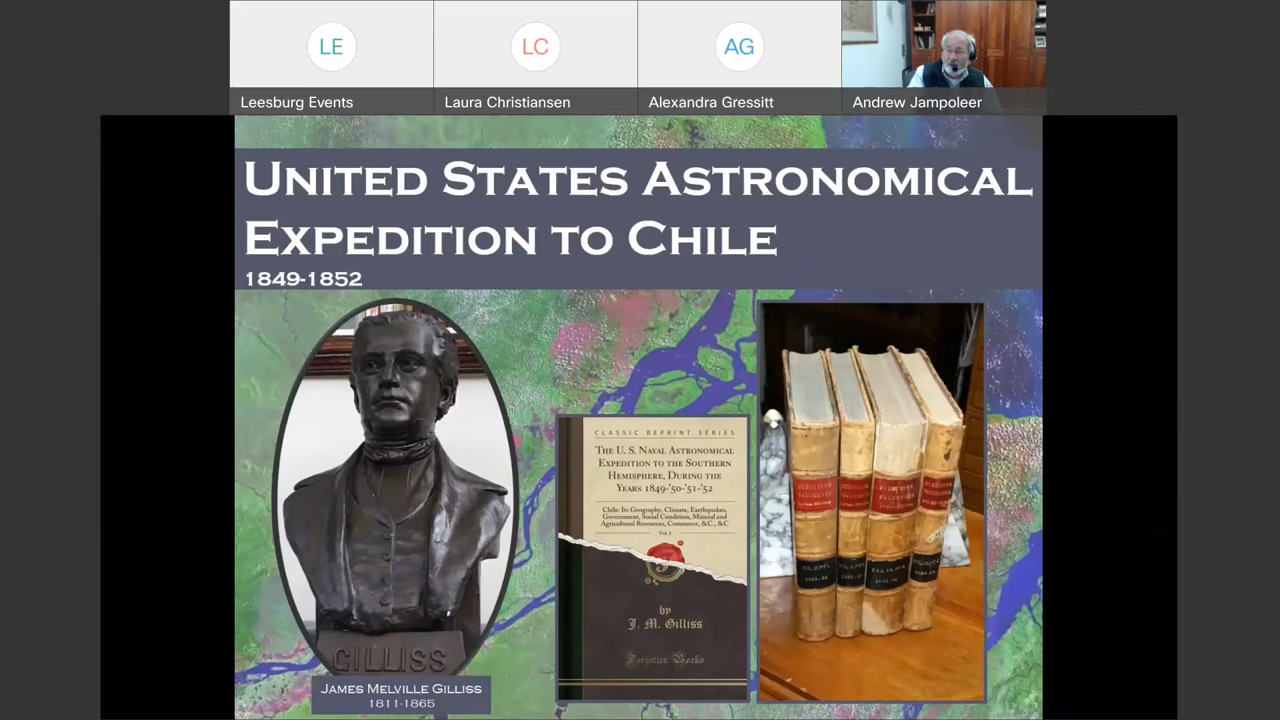 LE
LC
AG
Leesburg Events
Laura Christiansen
Alexandra Gressitt
Andrew Jampoleer
UNITED STATES ASTRONOMICAL
EXPEDITION TO CHILE
1849-1852
GILLISS
JAMES MELVILLE GILLISS
1811-1865
CLASSIC REPRINT SERIES
THE U. S. NAVAL ASTRONOMICAL
EXPEDITION TO THE SOUTHERN
HEMISPHERE, DURING THE
YEARS 1849-'50-'51-'52
Chile: Its Geography, Climate, Earthquakes,
Government, Social Condition, Mineral and
Agricultural Resources, Commerce, &C., &C
Vol. 1
by
J. M. Gilliss
Forgotten Books